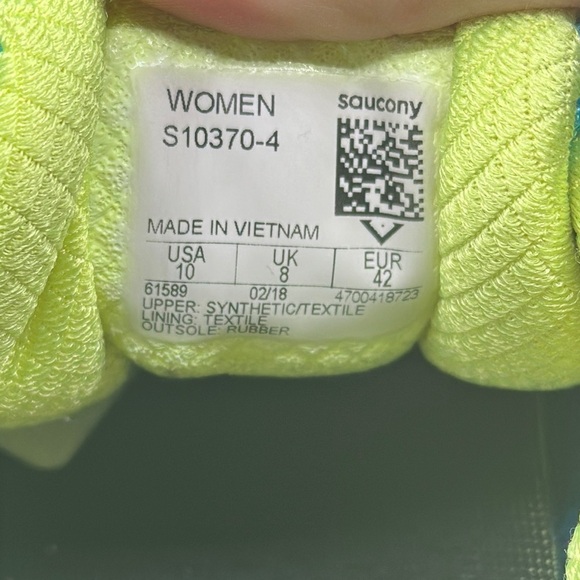 WOMEN saucony
S10370-4
MADE IN VIETNAM
USA UK EUR
10 8 42
61589 02/18 4700418723
UPPER: SYNTHETIC/TEXTILE
LINING: TEXTILE
OUTSOLE: RUBBER